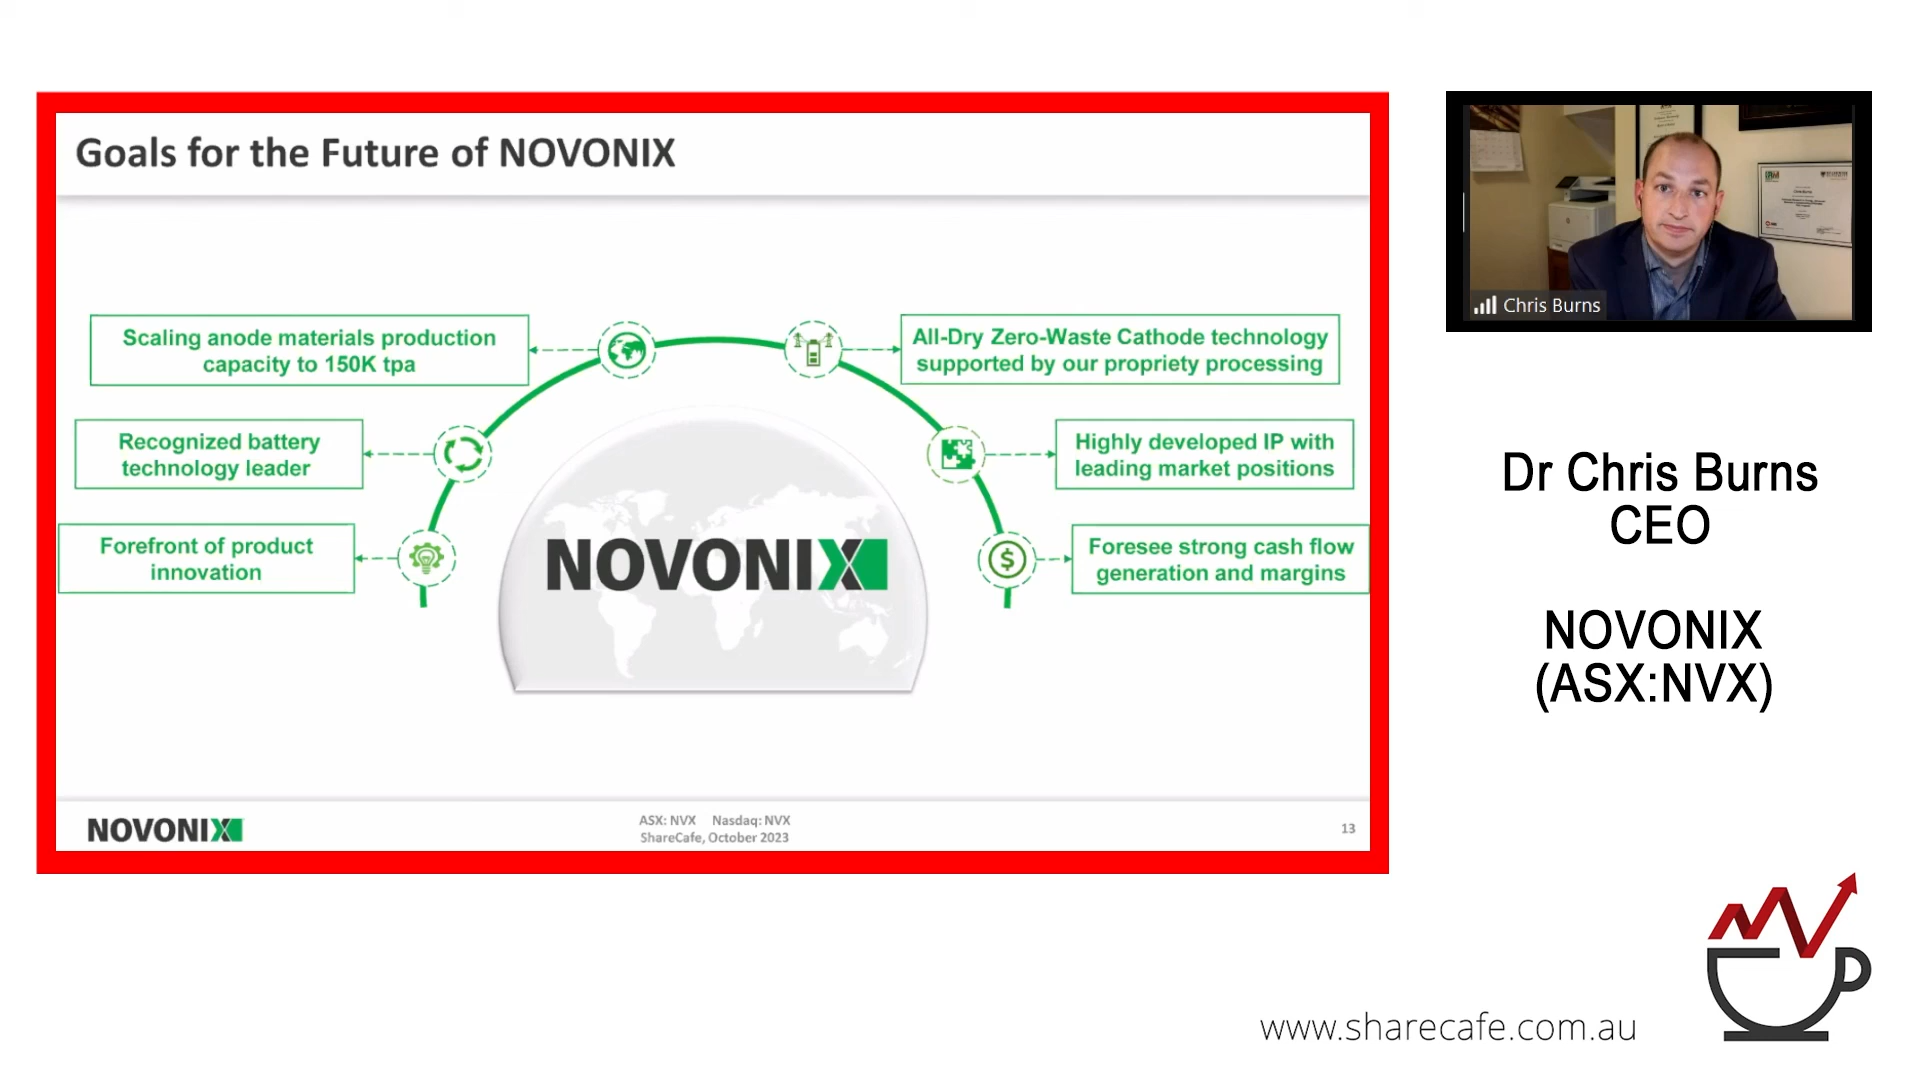 Goals for the Future of NOVONIX
Scaling anode materials production
capacity to 150K tpa
All-Dry Zero-Waste Cathode technology
supported by our propriety processing
Recognized battery
technology leader
Highly developed IP with
leading market positions
Forefront of product
innovation
Foresee strong cash flow
generation and margins
NOVONIX
NOVONIX
ASX: NVX Nasdaq: NVX
ShareCafe, October 2023
13
Chris Burns
Dr Chris Burns
CEO
NOVONIX
(ASX:NVX)
www.sharecafe.com.au